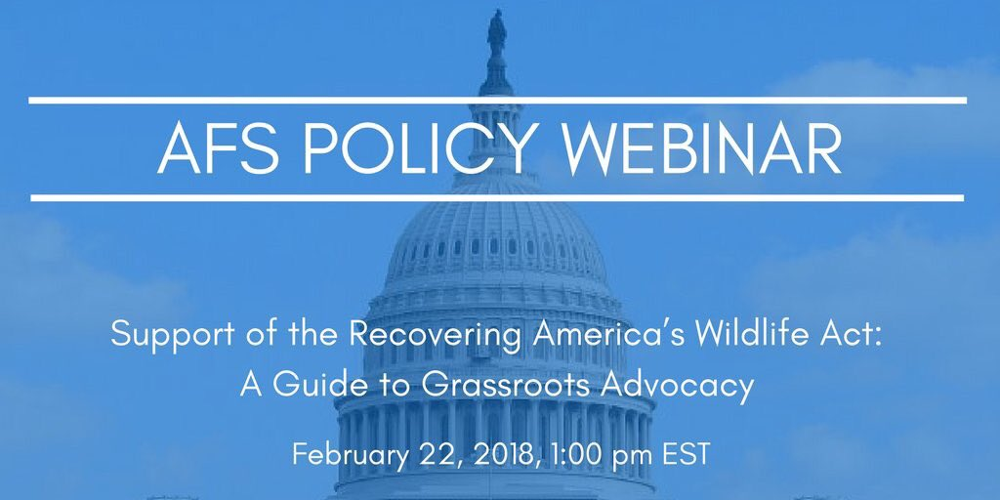 AFS POLICY WEBINAR
Support of the Recovering America’s Wildlife Act:
A Guide to Grassroots Advocacy
February 22, 2018, 1:00 pm EST